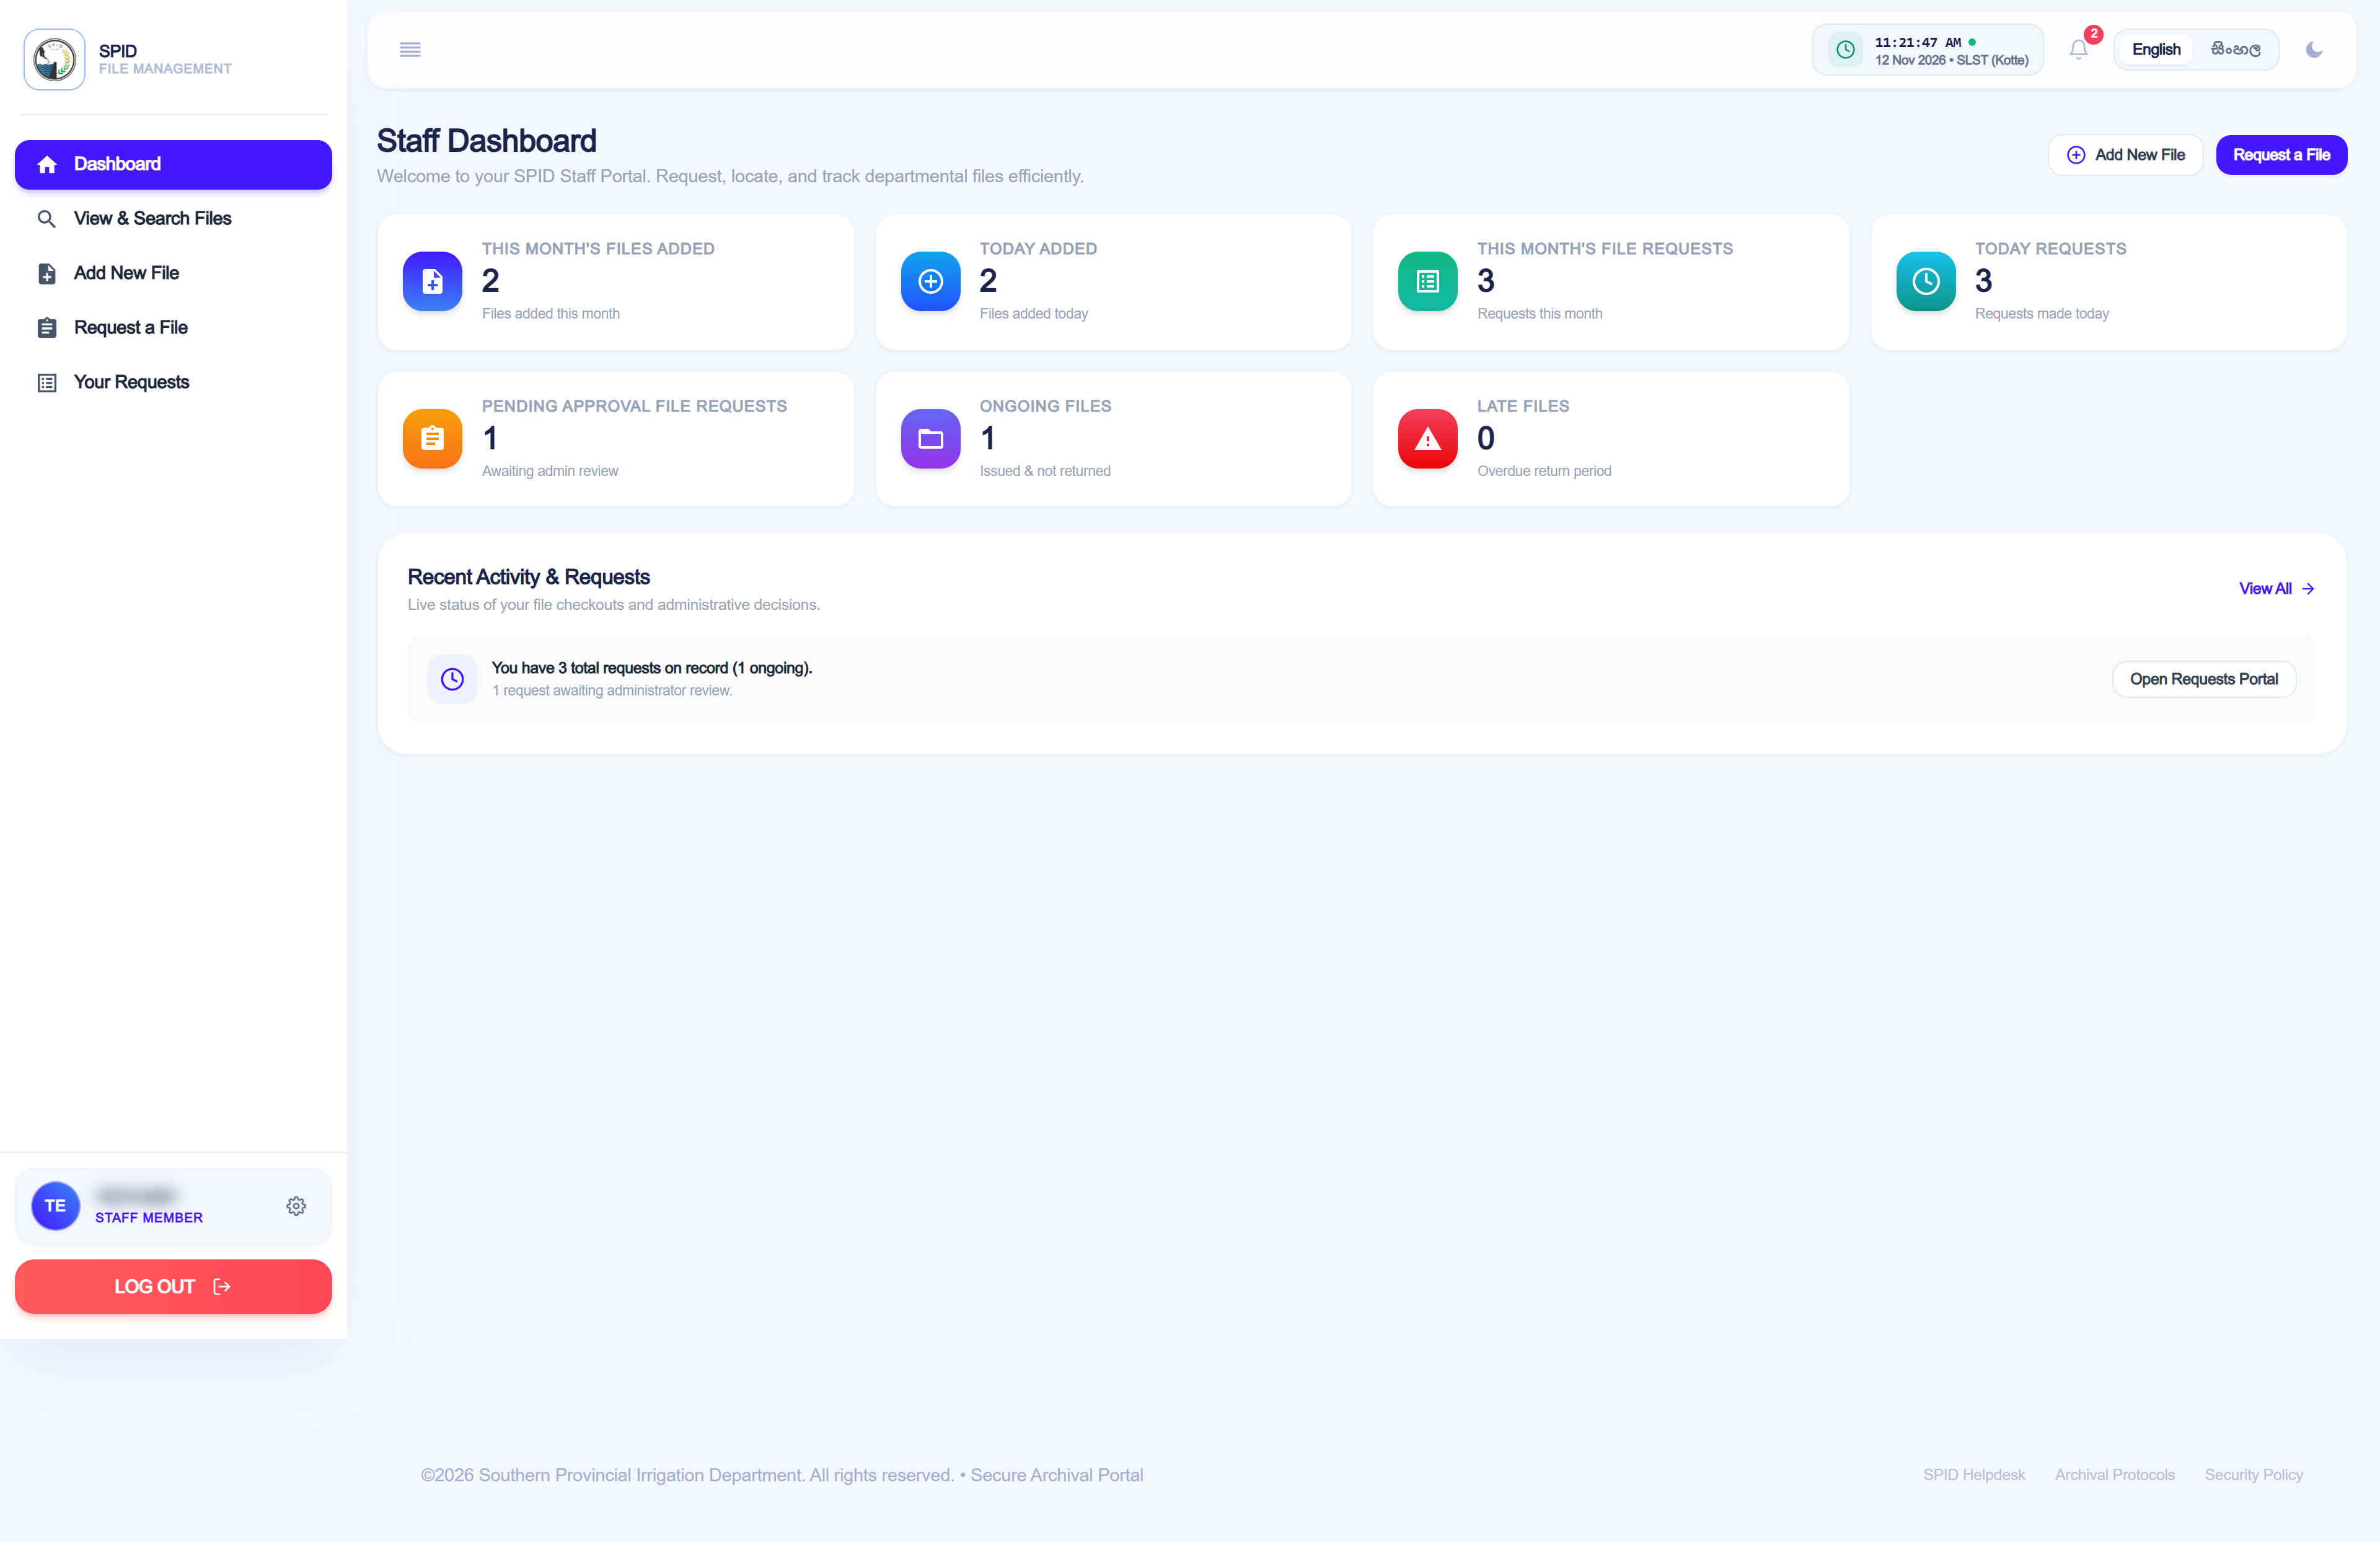 SPID
FILE MANAGEMENT
Dashboard
View & Search Files
Add New File
Request a File
Your Requests
TE
STAFF MEMBER
LOG OUT
11:21:47 AM
12 Nov 2026 • SLST (Kotte)
2
English
සිංහල
Staff Dashboard
Welcome to your SPID Staff Portal. Request, locate, and track departmental files efficiently.
Add New File
Request a File
THIS MONTH'S FILES ADDED
2
Files added this month
TODAY ADDED
2
Files added today
THIS MONTH'S FILE REQUESTS
3
Requests this month
TODAY REQUESTS
3
Requests made today
PENDING APPROVAL FILE REQUESTS
1
Awaiting admin review
ONGOING FILES
1
Issued & not returned
LATE FILES
0
Overdue return period
Recent Activity & Requests
Live status of your file checkouts and administrative decisions.
View All
You have 3 total requests on record (1 ongoing).
1 request awaiting administrator review.
Open Requests Portal
©2026 Southern Provincial Irrigation Department. All rights reserved. • Secure Archival Portal
SPID Helpdesk
Archival Protocols
Security Policy